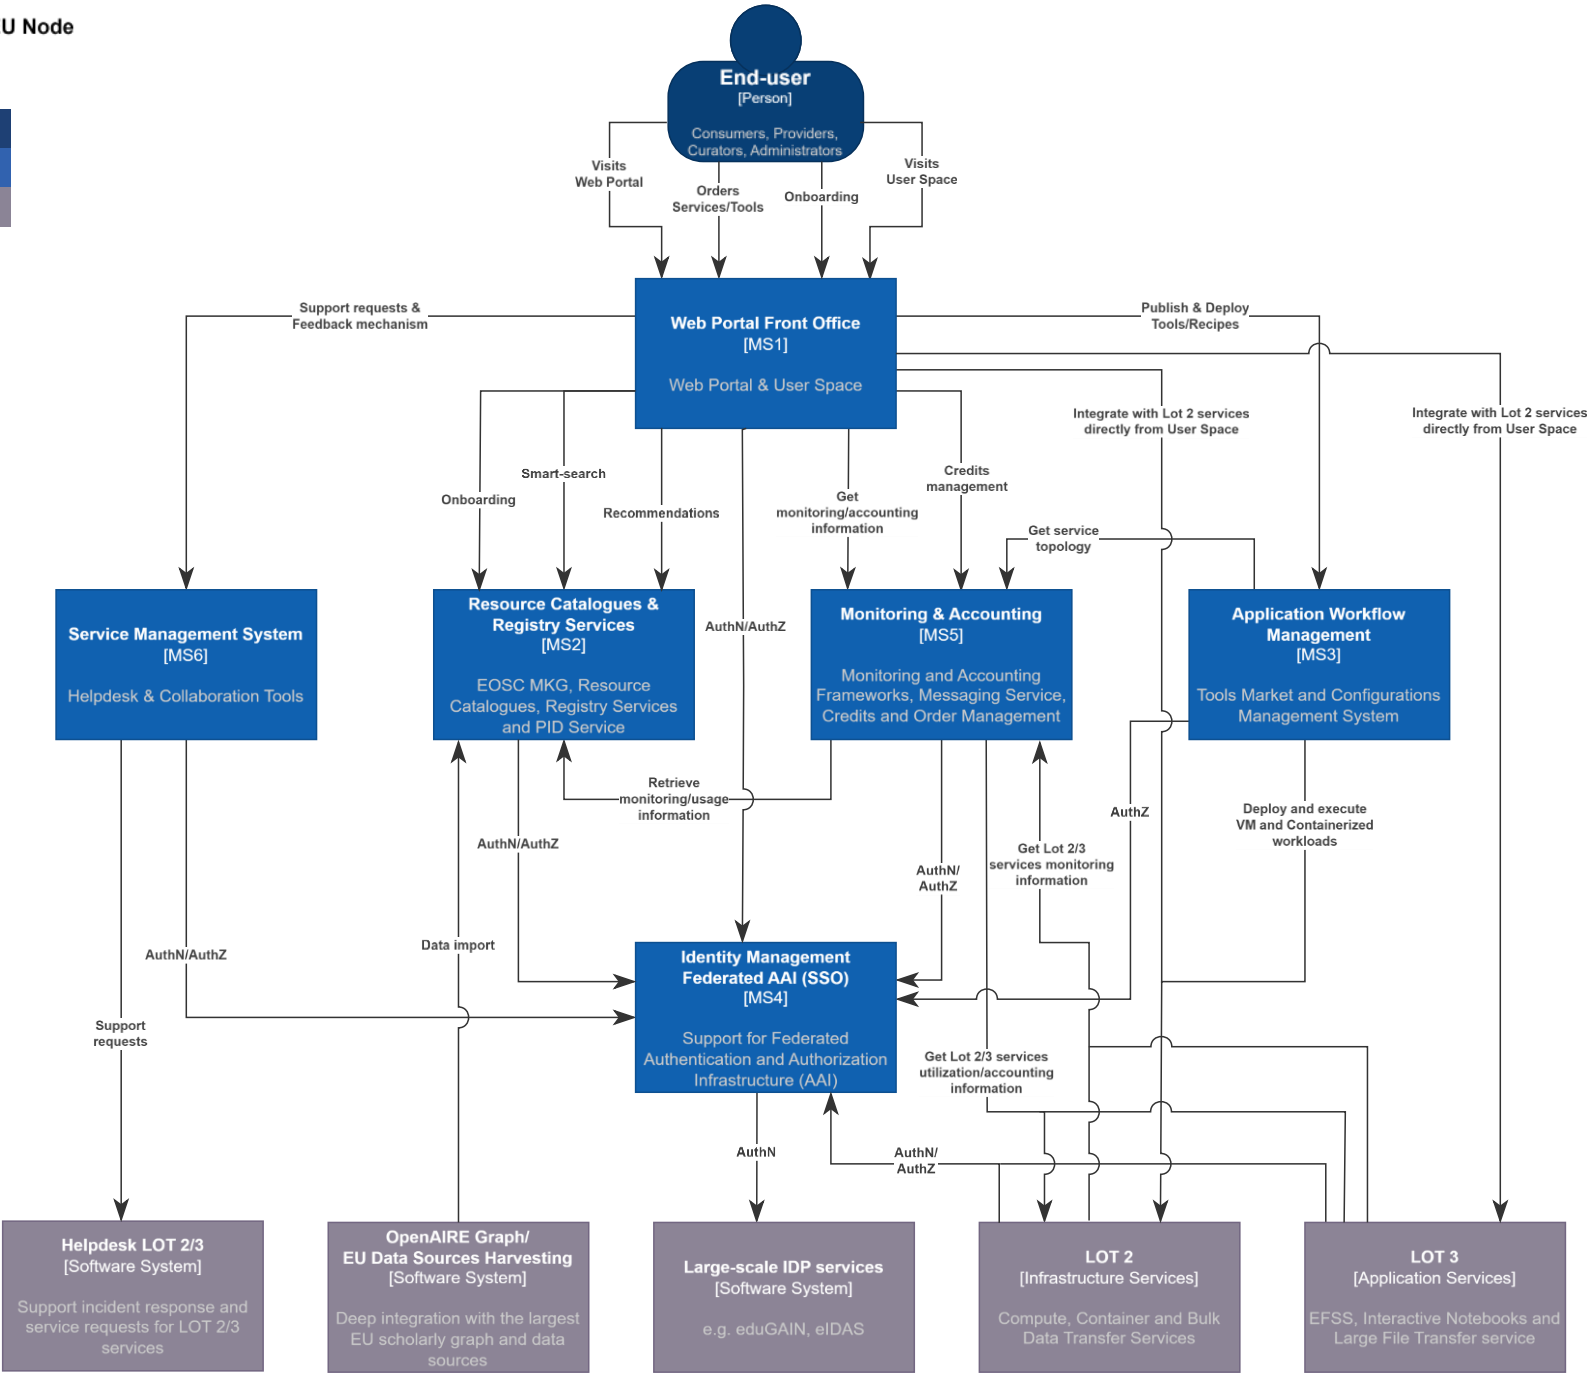 U Node
End-user
[Person]
Consumers, Providers,
Curators, Administrators
Visits
Web Portal
Orders
Services/Tools
Onboarding
Visits
User Space
Web Portal Front Office
[MS1]
Web Portal & User Space
Support requests &
Feedback mechanism
Publish & Deploy
Tools/Recipes
Integrate with Lot 2 services
directly from User Space
Integrate with Lot 2 services
directly from User Space
Onboarding
Smart-search
Recommendations
Get
monitoring/accounting
information
Credits
management
Get service
topology
AuthN/AuthZ
Service Management System
[MS6]
Helpdesk & Collaboration Tools
Resource Catalogues &
Registry Services
[MS2]
EOSC MKG, Resource
Catalogues, Registry Services
and PID Service
Monitoring & Accounting
[MS5]
Monitoring and Accounting
Frameworks, Messaging Service,
Credits and Order Management
Application Workflow
Management
[MS3]
Tools Market and Configurations
Management System
Retrieve
monitoring/usage
information
AuthN/AuthZ
AuthN/
AuthZ
Get Lot 2/3
services monitoring
information
AuthZ
Deploy and execute
VM and Containerized
workloads
AuthN/AuthZ
Data import
Support
requests
Identity Management
Federated AAI (SSO)
[MS4]
Support for Federated
Authentication and Authorization
Infrastructure (AAI)
Get Lot 2/3 services
utilization/accounting
information
AuthN
AuthN/
AuthZ
Helpdesk LOT 2/3
[Software System]
Support incident response and
service requests for LOT 2/3
services
OpenAIRE Graph/
EU Data Sources Harvesting
[Software System]
Deep integration with the largest
EU scholarly graph and data
sources
Large-scale IDP services
[Software System]
e.g. eduGAIN, eIDAS
LOT 2
[Infrastructure Services]
Compute, Container and Bulk
Data Transfer Services
LOT 3
[Application Services]
EFSS, Interactive Notebooks and
Large File Transfer service